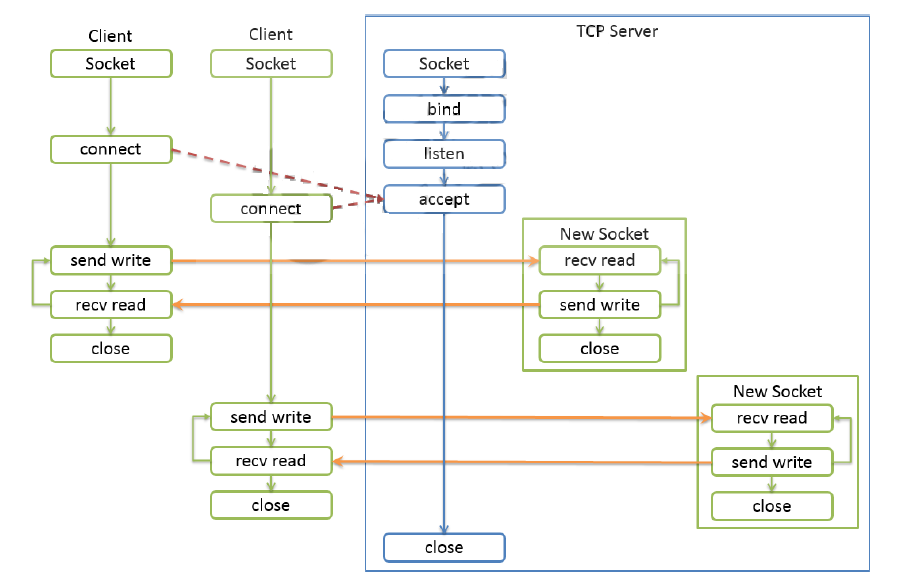 Client
Socket
connect
send write
recv read
close
Client
Socket
connect
send write
recv read
close
TCP Server
Socket
bind
listen
accept
close
New Socket
recv read
send write
close
New Socket
recv read
send write
close